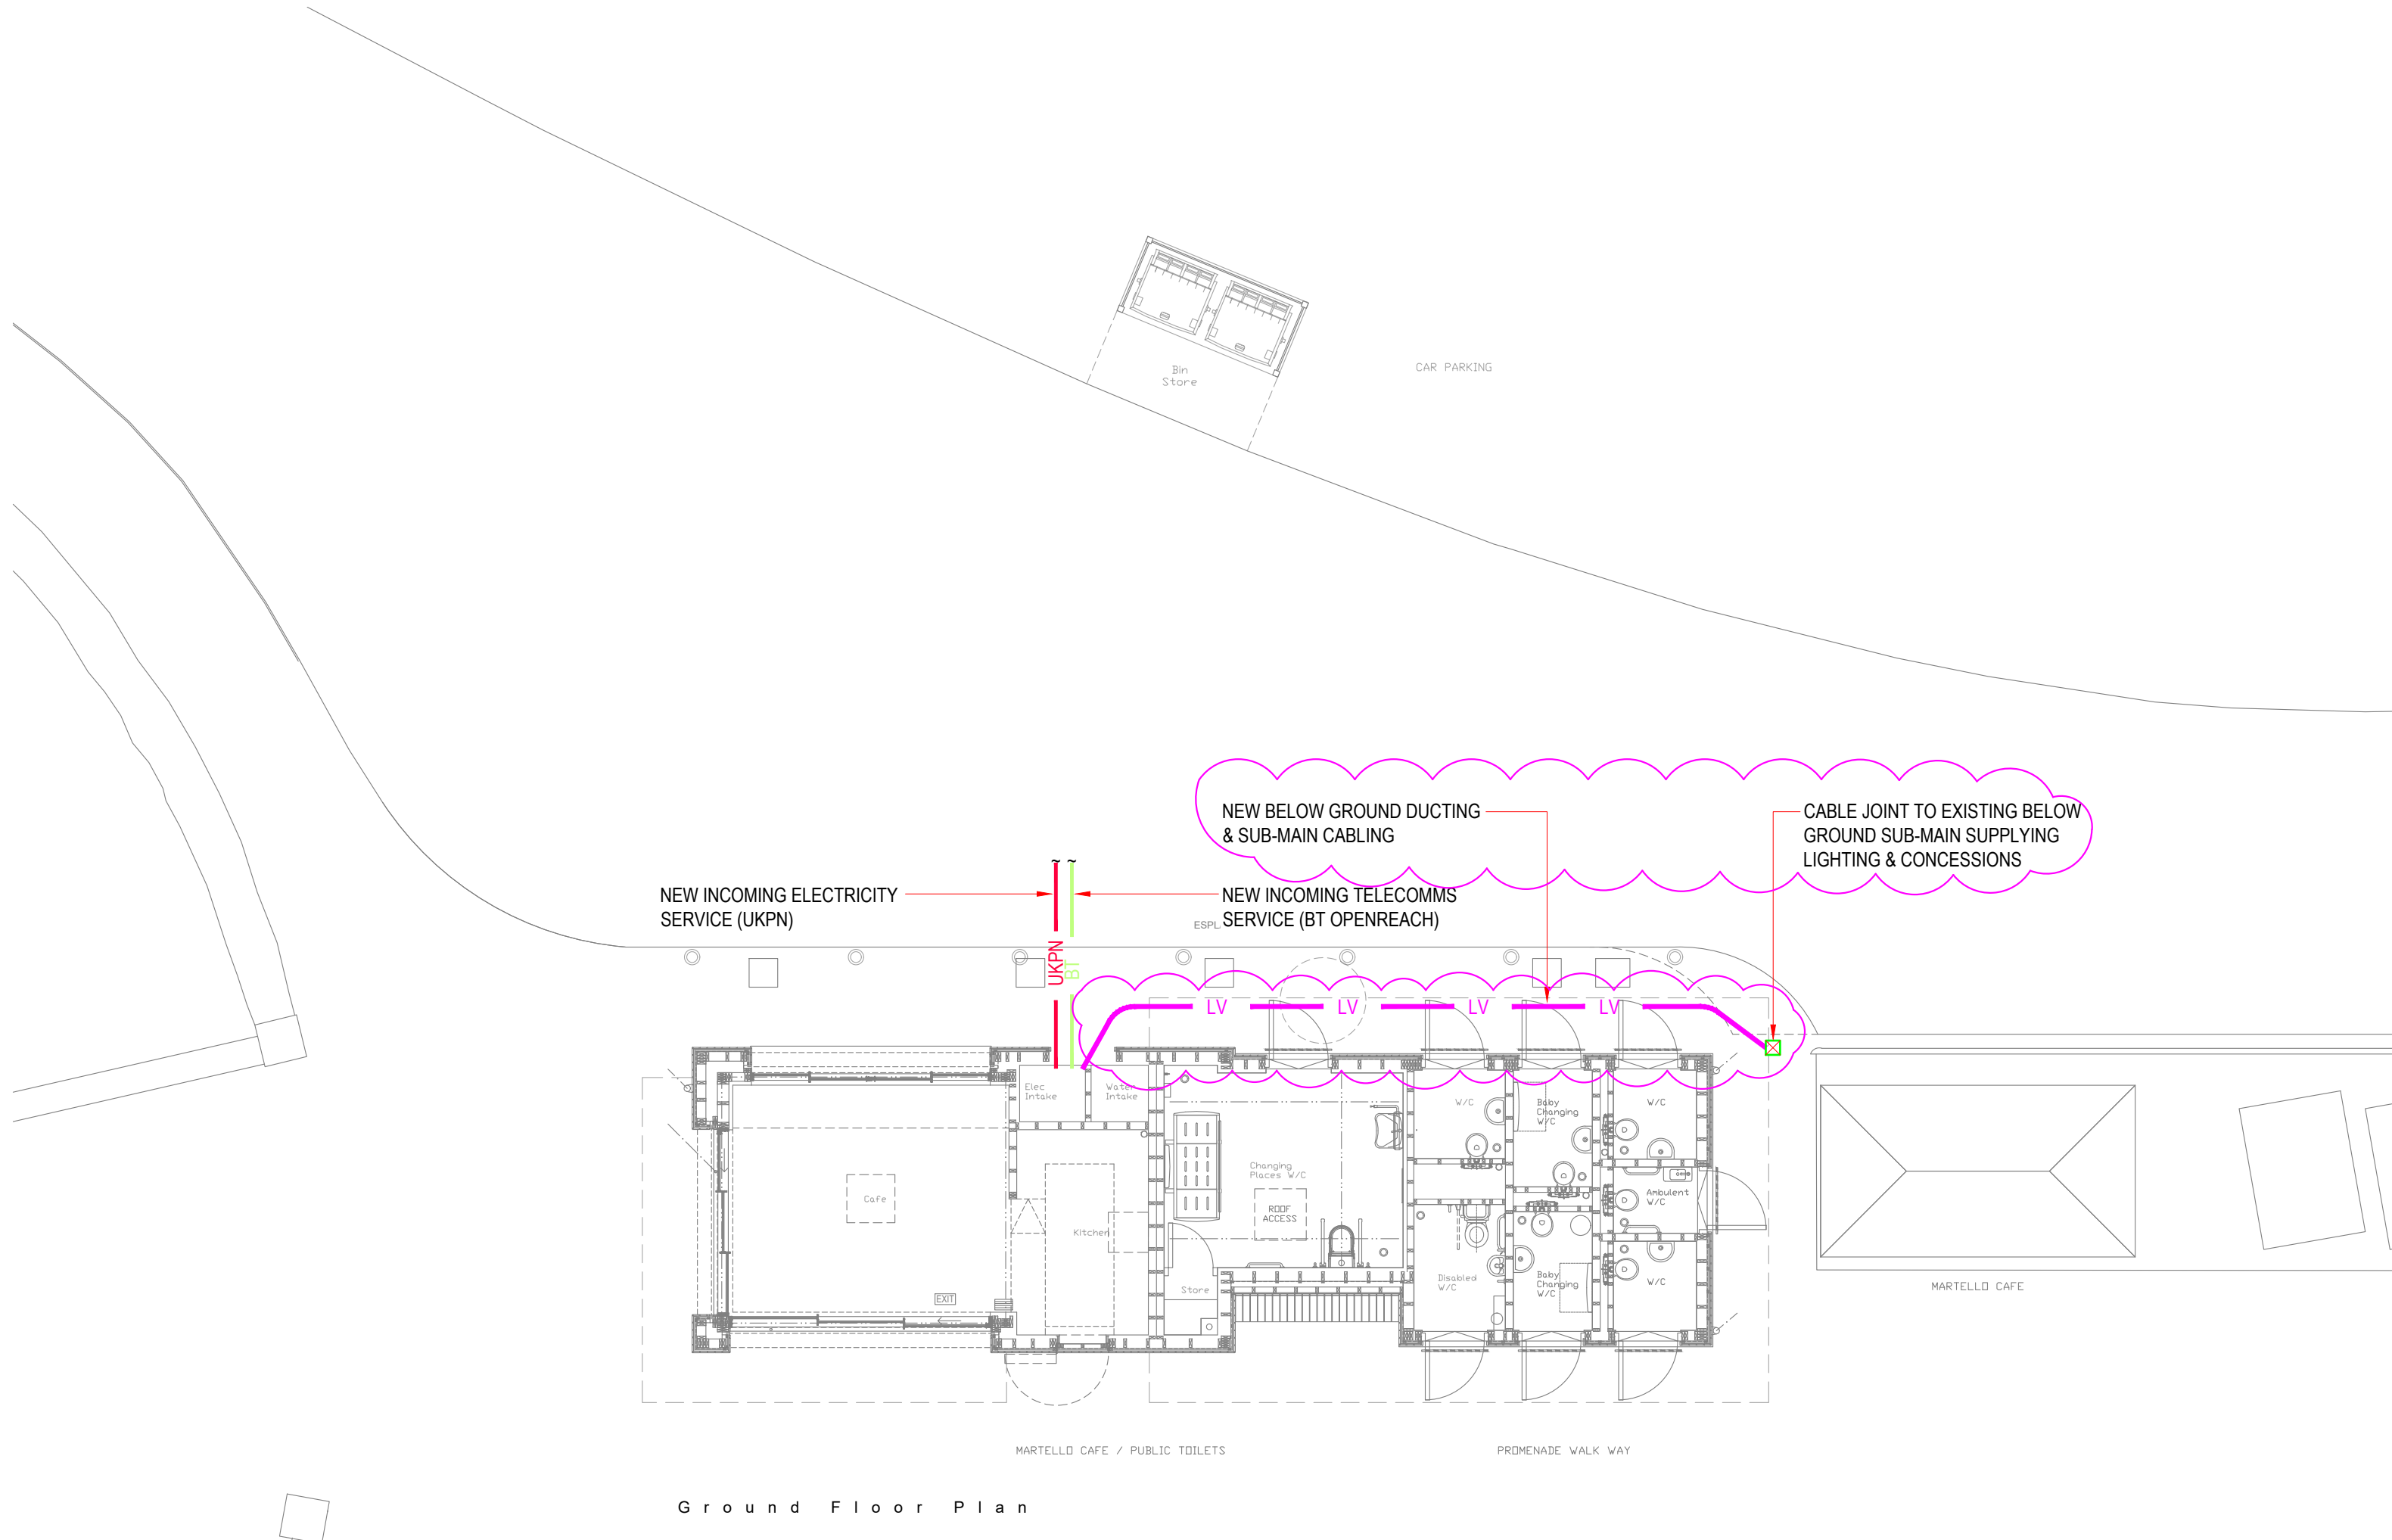 Bin
Store
CAR PARKING
NEW BELOW GROUND DUCTING
& SUB-MAIN CABLING
CABLE JOINT TO EXISTING BELOW
GROUND SUB-MAIN SUPPLYING
LIGHTING & CONCESSIONS
~ ~
NEW INCOMING ELECTRICITY
SERVICE (UKPN)
NEW INCOMING TELECOMMS
SERVICE (BT OPENREACH)
ESPL
UKPN
BT
LV LV LV LV
Elec
Intake
Water
Intake
W/C
Baby
Changing
W/C
W/C
Changing
Places W/C
Cafe
ROOF
ACCESS
Ambulent
W/C
Kitchen
Disabled
W/C
Baby
Changing
W/C
W/C
Store
EXIT
MARTELLO CAFE
MARTELLO CAFE / PUBLIC TOILETS
PROMENADE WALK WAY
Ground Floor Plan